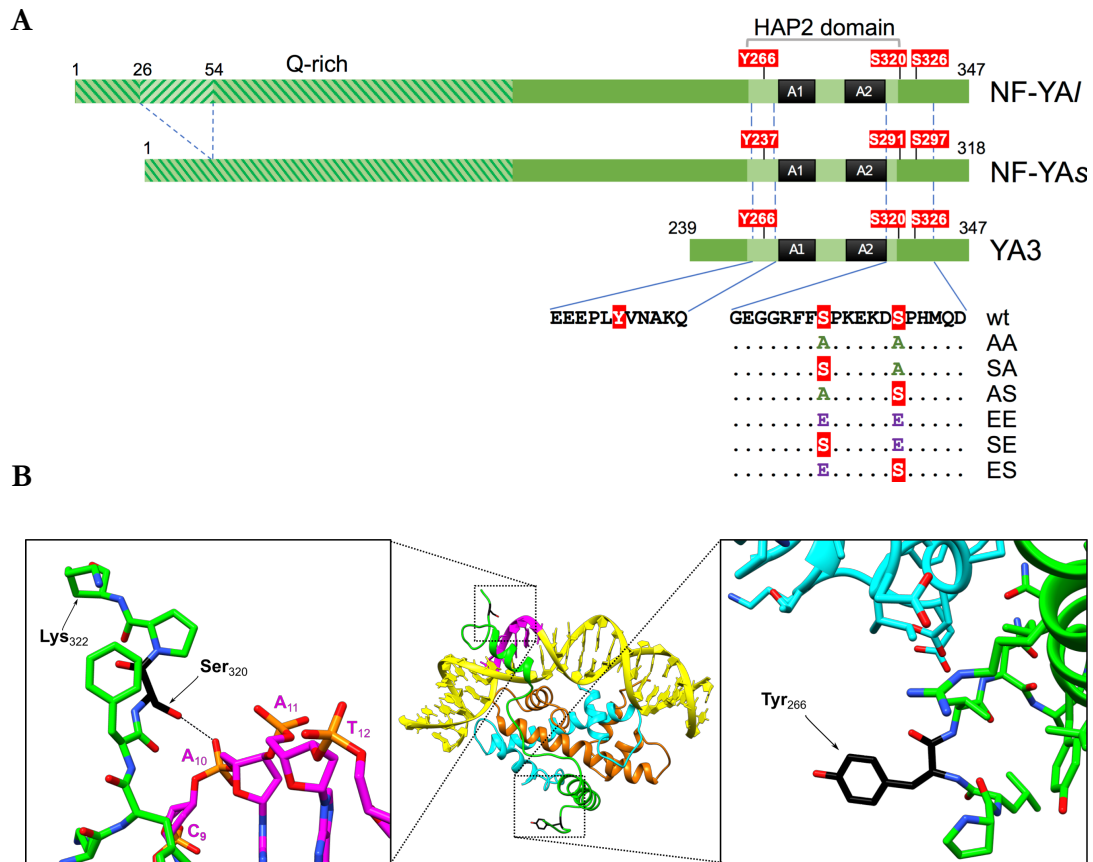 A
HAP2 domain
1 26 54 Q-rich Y266 S320 S326 347
A1 A2 NF-YAl
1 Y237 S291 S297 318
A1 A2 NF-YAs
239 Y266 S320 S326 347
A1 A2 YA3
EEEPLYVNAKQ GEGGRFFSPKEKDSPHMQD wt
.......A.....A..... AA
.......S.....A..... SA
.......A.....S..... AS
.......E.....E..... EE
.......S.....E..... SE
.......E.....S..... ES
B
Lys322
Ser320
A11
T12
A10
C9
Tyr266